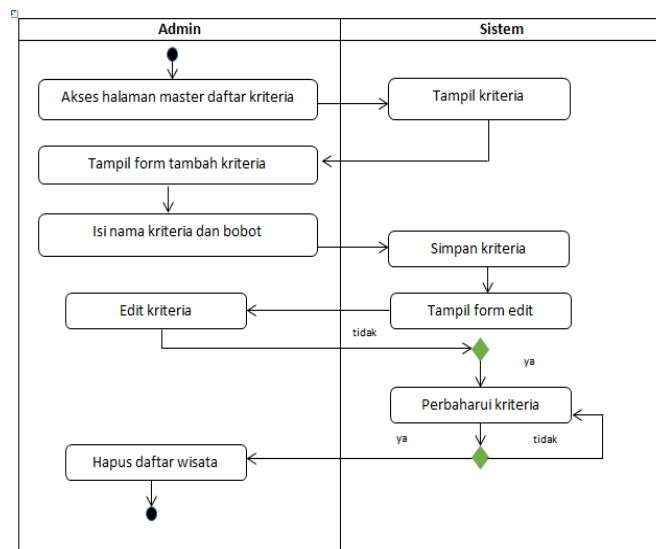 Admin
Sistem
Akses halaman master daftar kriteria
Tampil kriteria
Tampil form tambah kriteria
Isi nama kriteria dan bobot
Simpan kriteria
Edit kriteria
Tampil form edit
tidak
ya
Perbaharui kriteria
ya
tidak
Hapus daftar wisata